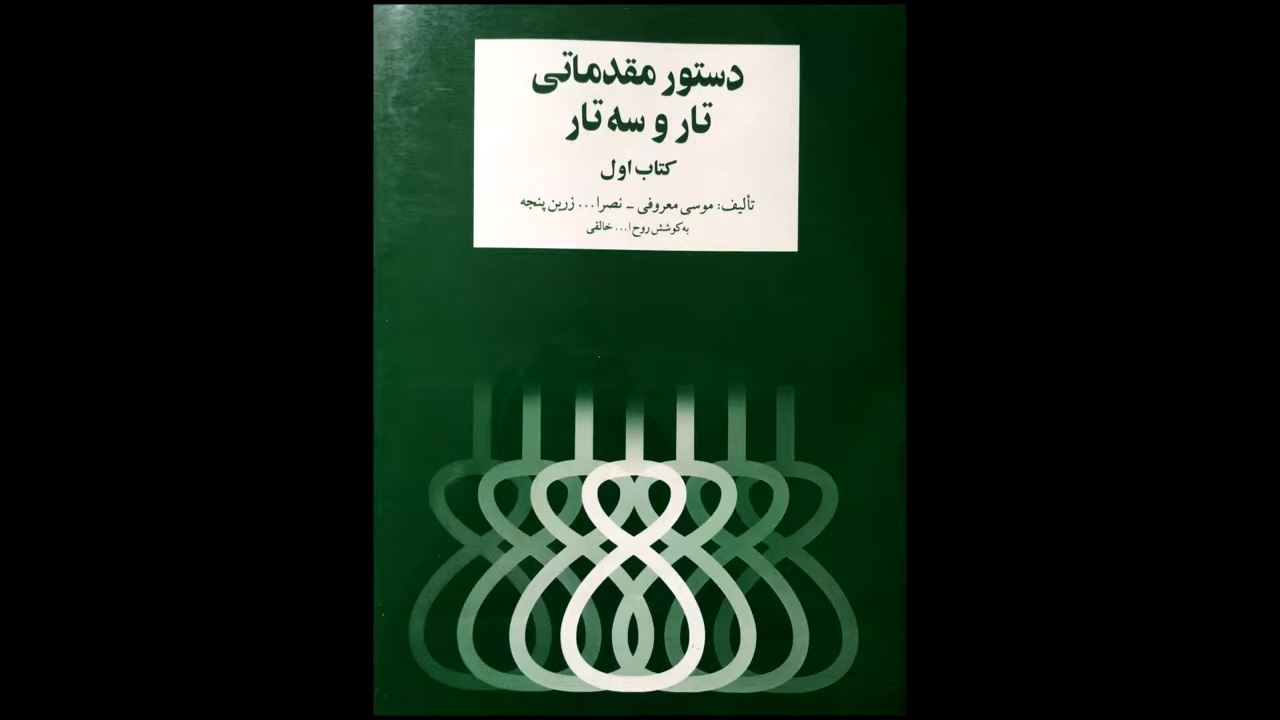 دستور مقدماتی
تار و سه تار
کتاب اول
تألیف: موسی معروفی ـ نصرا... زرین پنجه
به کوشش روح ا... خالقی